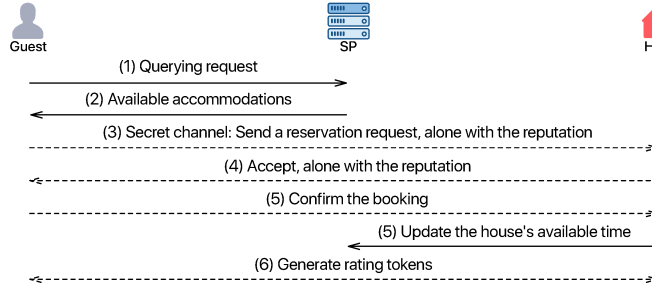 Guest
SP
H
(1) Querying request
(2) Available accommodations
(3) Secret channel: Send a reservation request, alone with the reputation
(4) Accept, alone with the reputation
(5) Confirm the booking
(5) Update the house's available time
(6) Generate rating tokens